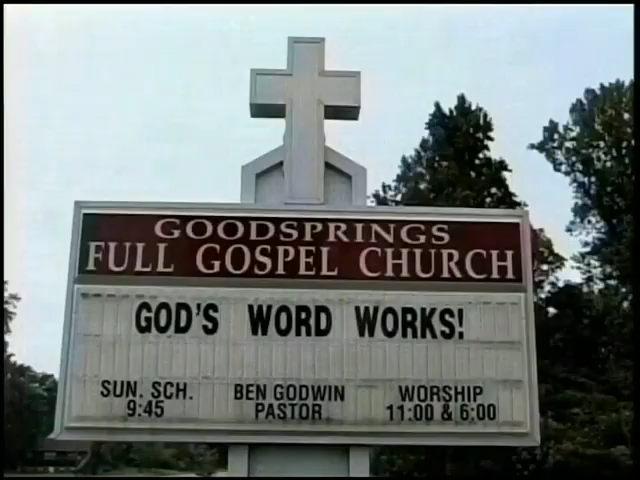 GOODSPRINGS
FULL GOSPEL CHURCH
GOD'S WORD WORKS!
SUN. SCH. BEN GODWIN WORSHIP
9:45 PASTOR 11:00 & 6:00